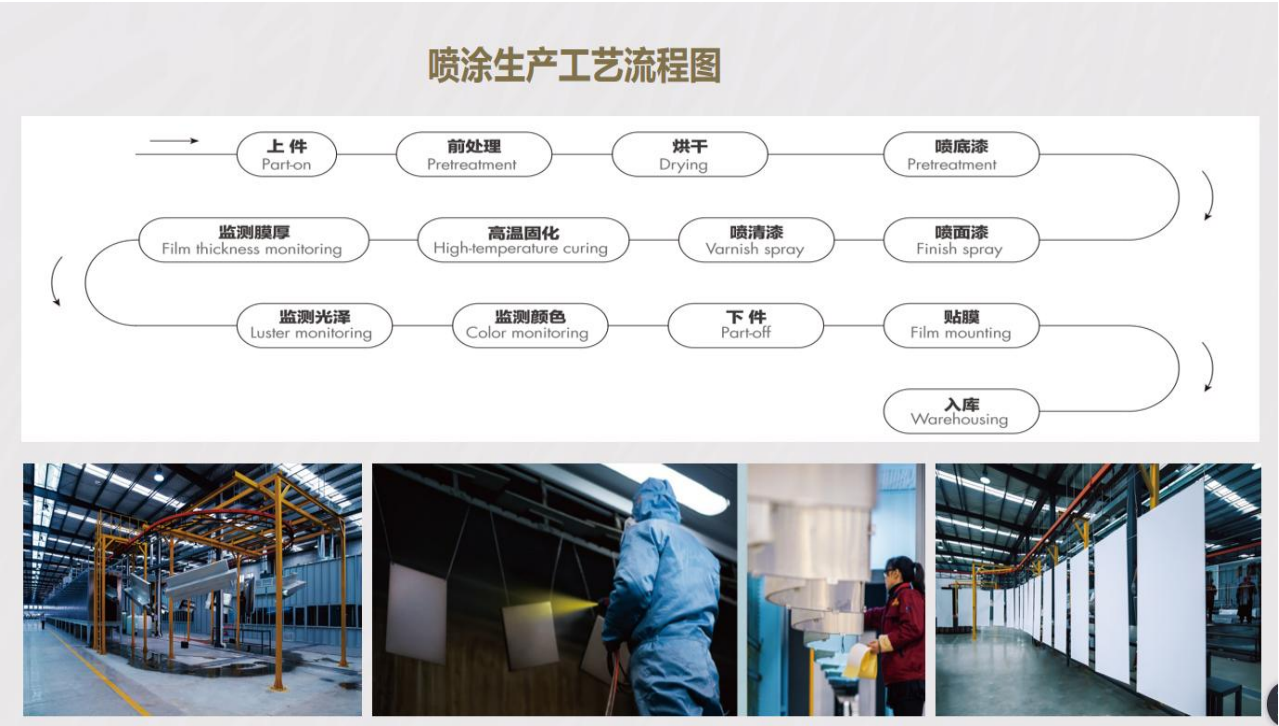 喷涂生产工艺流程图
上件
Part-on
前处理
Pretreatment
烘干
Drying
喷底漆
Pretreatment
喷面漆
Finish spray
喷清漆
Varnish spray
高温固化
High-temperature curing
监测膜厚
Film thickness monitoring
监测光泽
Luster monitoring
监测颜色
Color monitoring
下件
Part-off
贴膜
Film mounting
入库
Warehousing